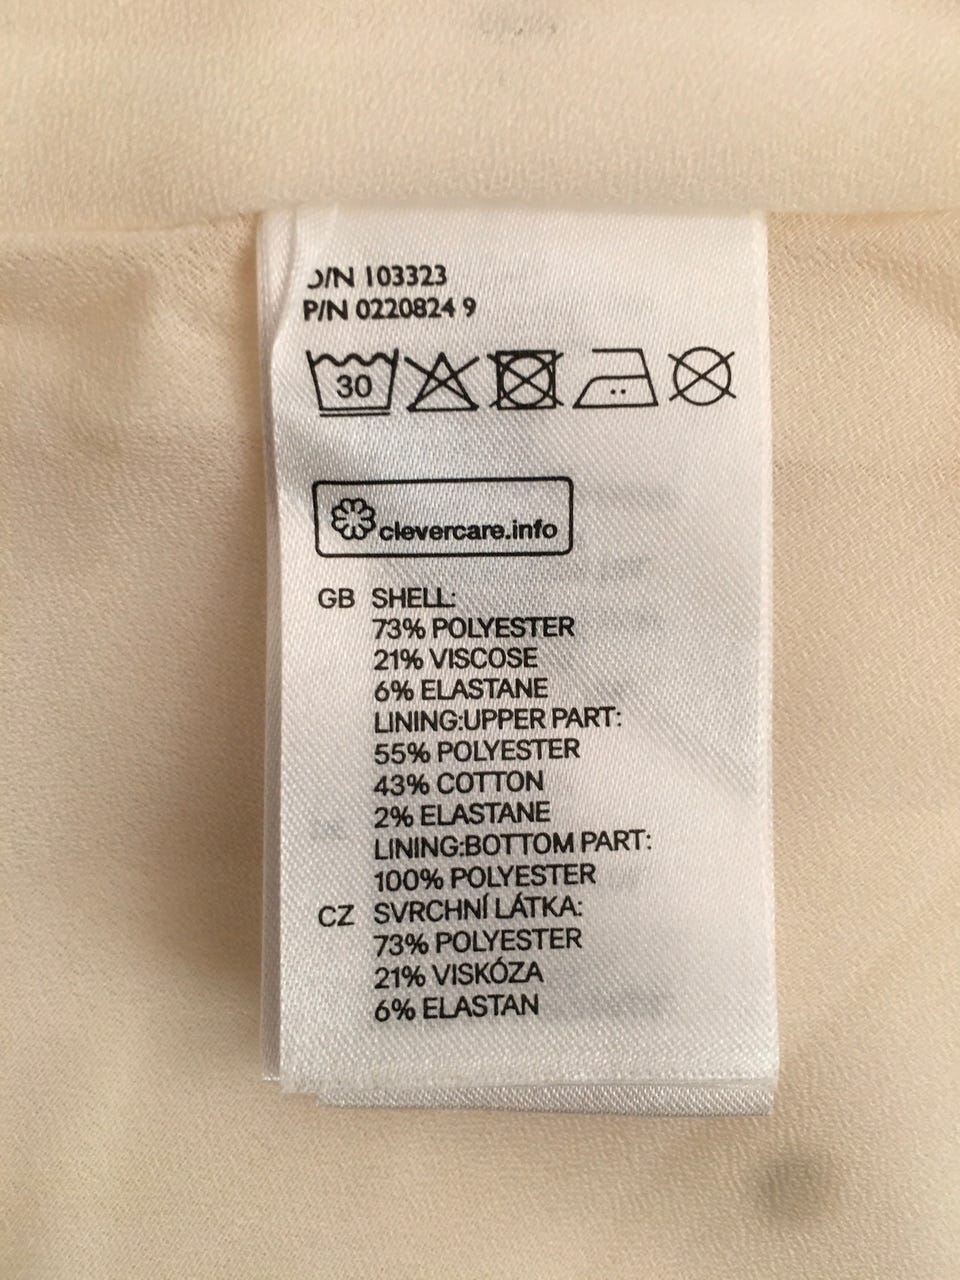 O/N 103323
P/N 0220824 9
30
clevercare.info
GB SHELL:
73% POLYESTER
21% VISCOSE
6% ELASTANE
LINING:UPPER PART:
55% POLYESTER
43% COTTON
2% ELASTANE
LINING:BOTTOM PART:
100% POLYESTER
CZ SVRCHNÍ LÁTKA:
73% POLYESTER
21% VISKÓZA
6% ELASTAN